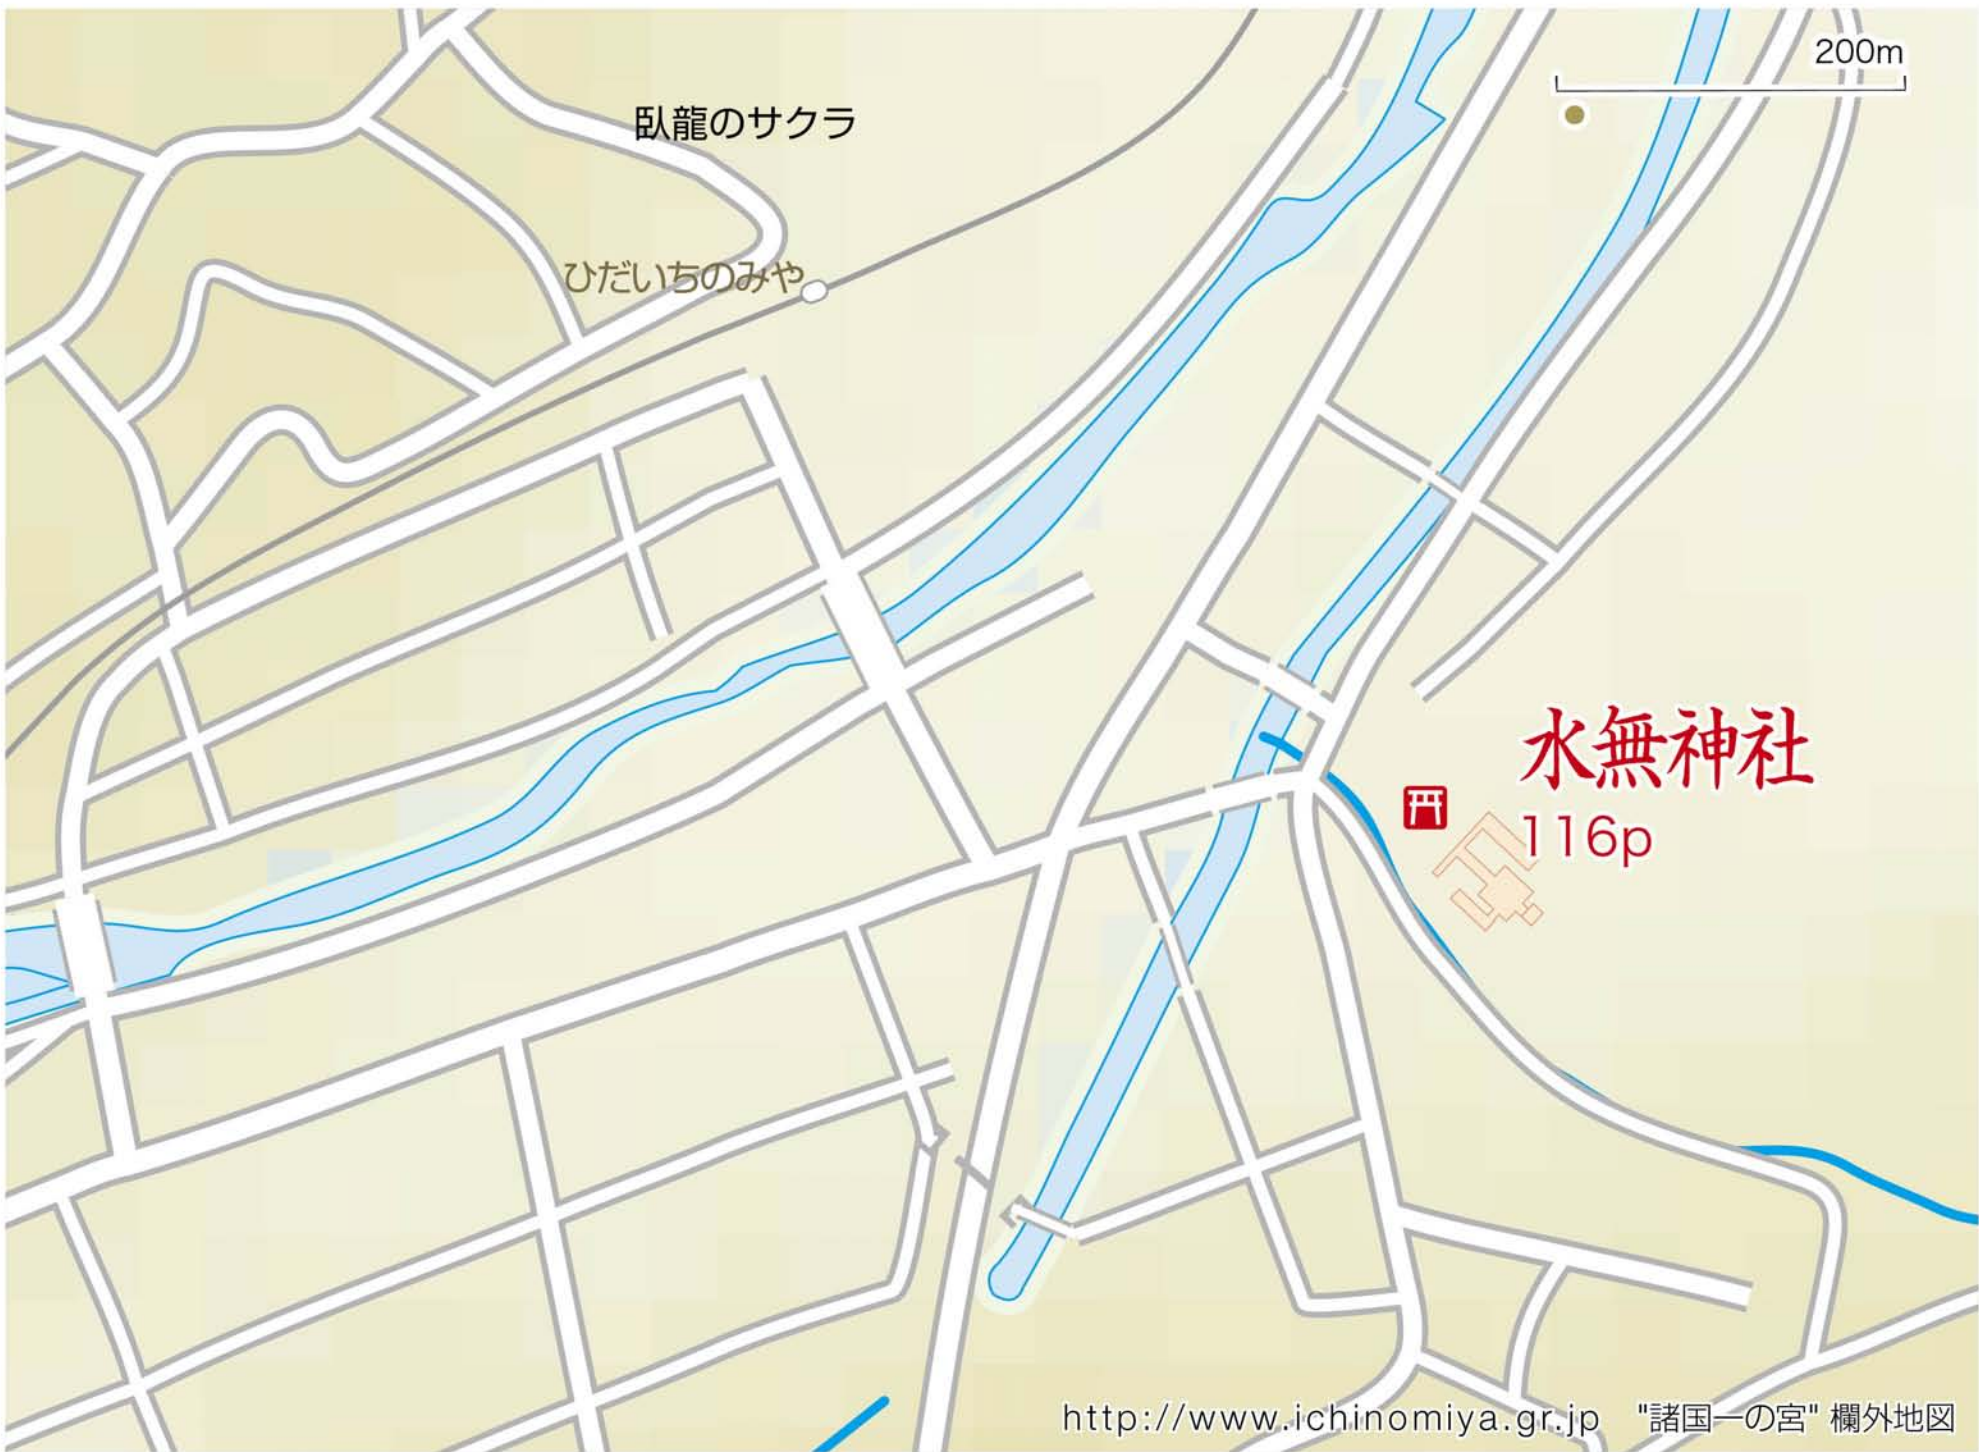 200m
臥龍のサクラ
ひだいちのみや
水無神社
116p
http://www.ichinomiya.gr.jp "諸国一の宮" 欄外地図